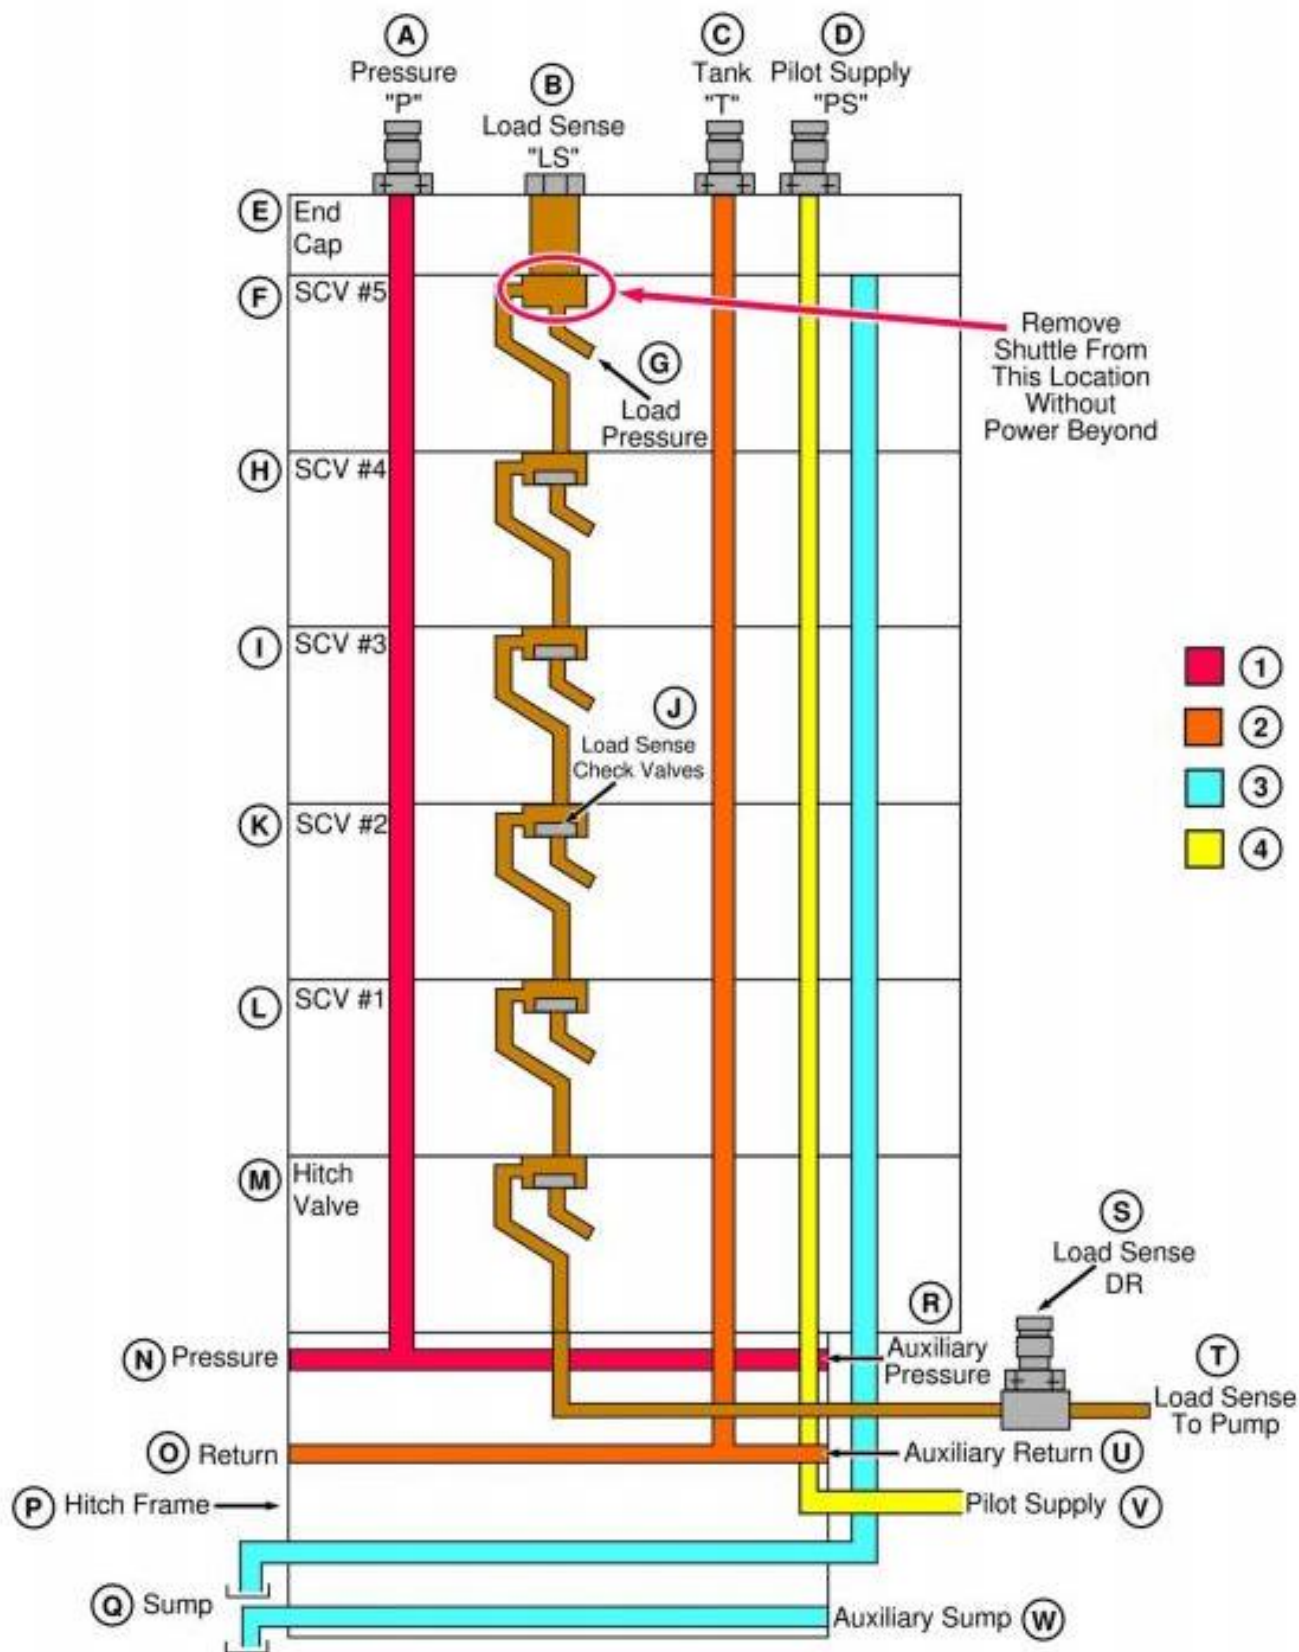 A
Pressure
"P"
B
Load Sense
"LS"
C
Tank
"T"
D
Pilot Supply
"PS"
E
End
Cap
F
SCV #5
Remove
Shuttle From
This Location
Without
Power Beyond
G
Load
Pressure
H
SCV #4
I
SCV #3
1
2
3
4
J
Load Sense
Check Valves
K
SCV #2
L
SCV #1
M
Hitch
Valve
S
Load Sense
DR
R
Auxiliary
Pressure
N
Pressure
T
Load Sense
To Pump
O
Return
Auxiliary Return
U
P
Hitch Frame
Pilot Supply
V
Q
Sump
Auxiliary Sump
W